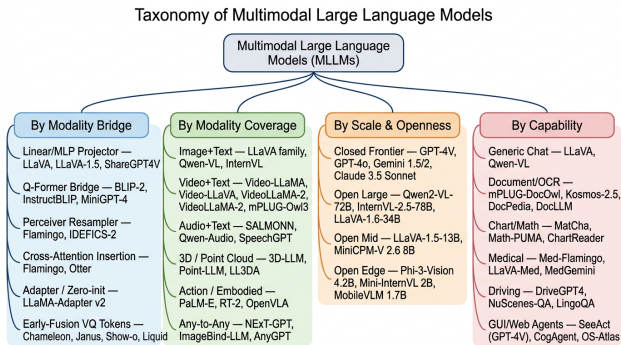 Taxonomy of Multimodal Large Language Models
Multimodal Large Language
Models (MLLMs)
By Modality Bridge
Linear/MLP Projector —
LLaVA, LLaVA-1.5, ShareGPT4V
Q-Former Bridge — BLIP-2,
InstructBLIP, MiniGPT-4
Perceiver Resampler —
Flamingo, IDEFICS-2
Cross-Attention Insertion —
Flamingo, Otter
Adapter / Zero-init —
LLaMA-Adapter v2
Early-Fusion VQ Tokens —
Chameleon, Janus, Show-o, Liquid
By Modality Coverage
Image+Text — LLaVA family,
Qwen-VL, InternVL
Video+Text — Video-LLaMA,
Video-LLaVA, VideoLLaMA-2,
VideoLLaMA-2, mPLUG-Owl3
Audio+Text — SALMONN,
Qwen-Audio, SpeechGPT
3D / Point Cloud — 3D-LLM,
Point-LLM, LL3DA
Action / Embodied —
PaLM-E, RT-2, OpenVLA
Any-to-Any — NExT-GPT,
ImageBind-LLM, AnyGPT
By Scale & Openness
Closed Frontier — GPT-4V,
GPT-4o, Gemini 1.5/2,
Claude 3.5 Sonnet
Open Large — Qwen2-VL-
72B, InternVL-2.5-78B,
LLaVA-1.6-34B
Open Mid — LLaVA-1.5-13B,
MiniCPM-V 2.6 8B
Open Edge — Phi-3-Vision
4.2B, Mini-InternVL 2B,
MobileVLM 1.7B
By Capability
Generic Chat — LLaVA,
Qwen-VL
Document/OCR —
mPLUG-DocOwl, Kosmos-2.5,
DocPedia, DocLLM
Chart/Math — MatCha,
Math-PUMA, ChartReader
Medical — Med-Flamingo,
LLaVA-Med, MedGemini
Driving — DriveGPT4,
NuScenes-QA, LingoQA
GUI/Web Agents — SeeAct
(GPT-4V), CogAgent, OS-Atlas